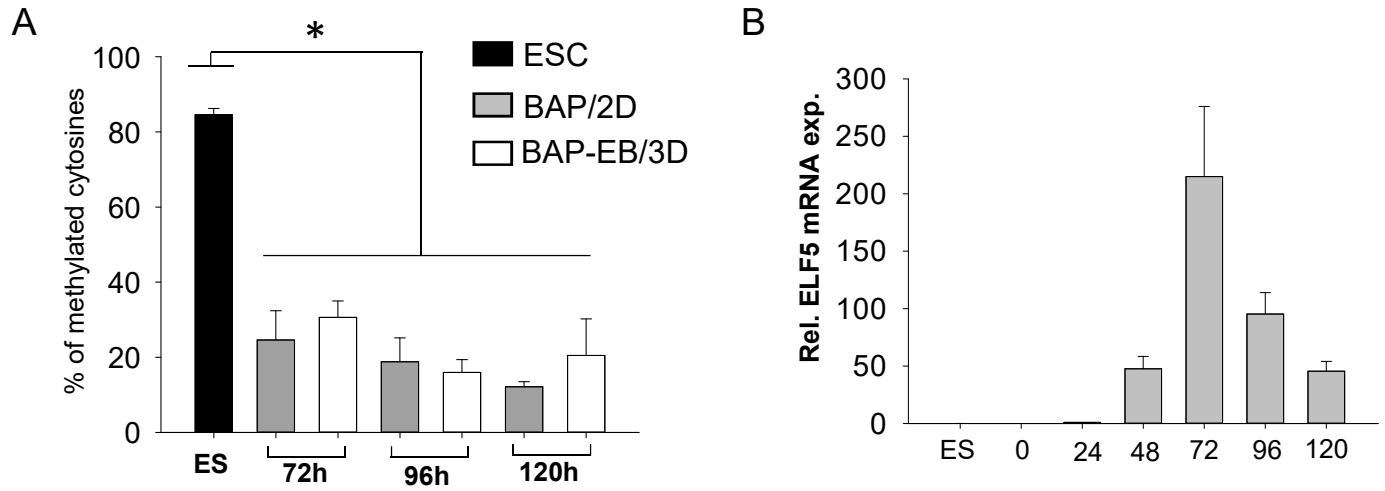 A
% of methylated cytosines
100
80
60
40
20
0
*
ESC
BAP/2D
BAP-EB/3D
ES
72h
96h
120h
B
Rel. ELF5 mRNA exp.
300
250
200
150
100
50
0
ES 0 24 48 72 96 120